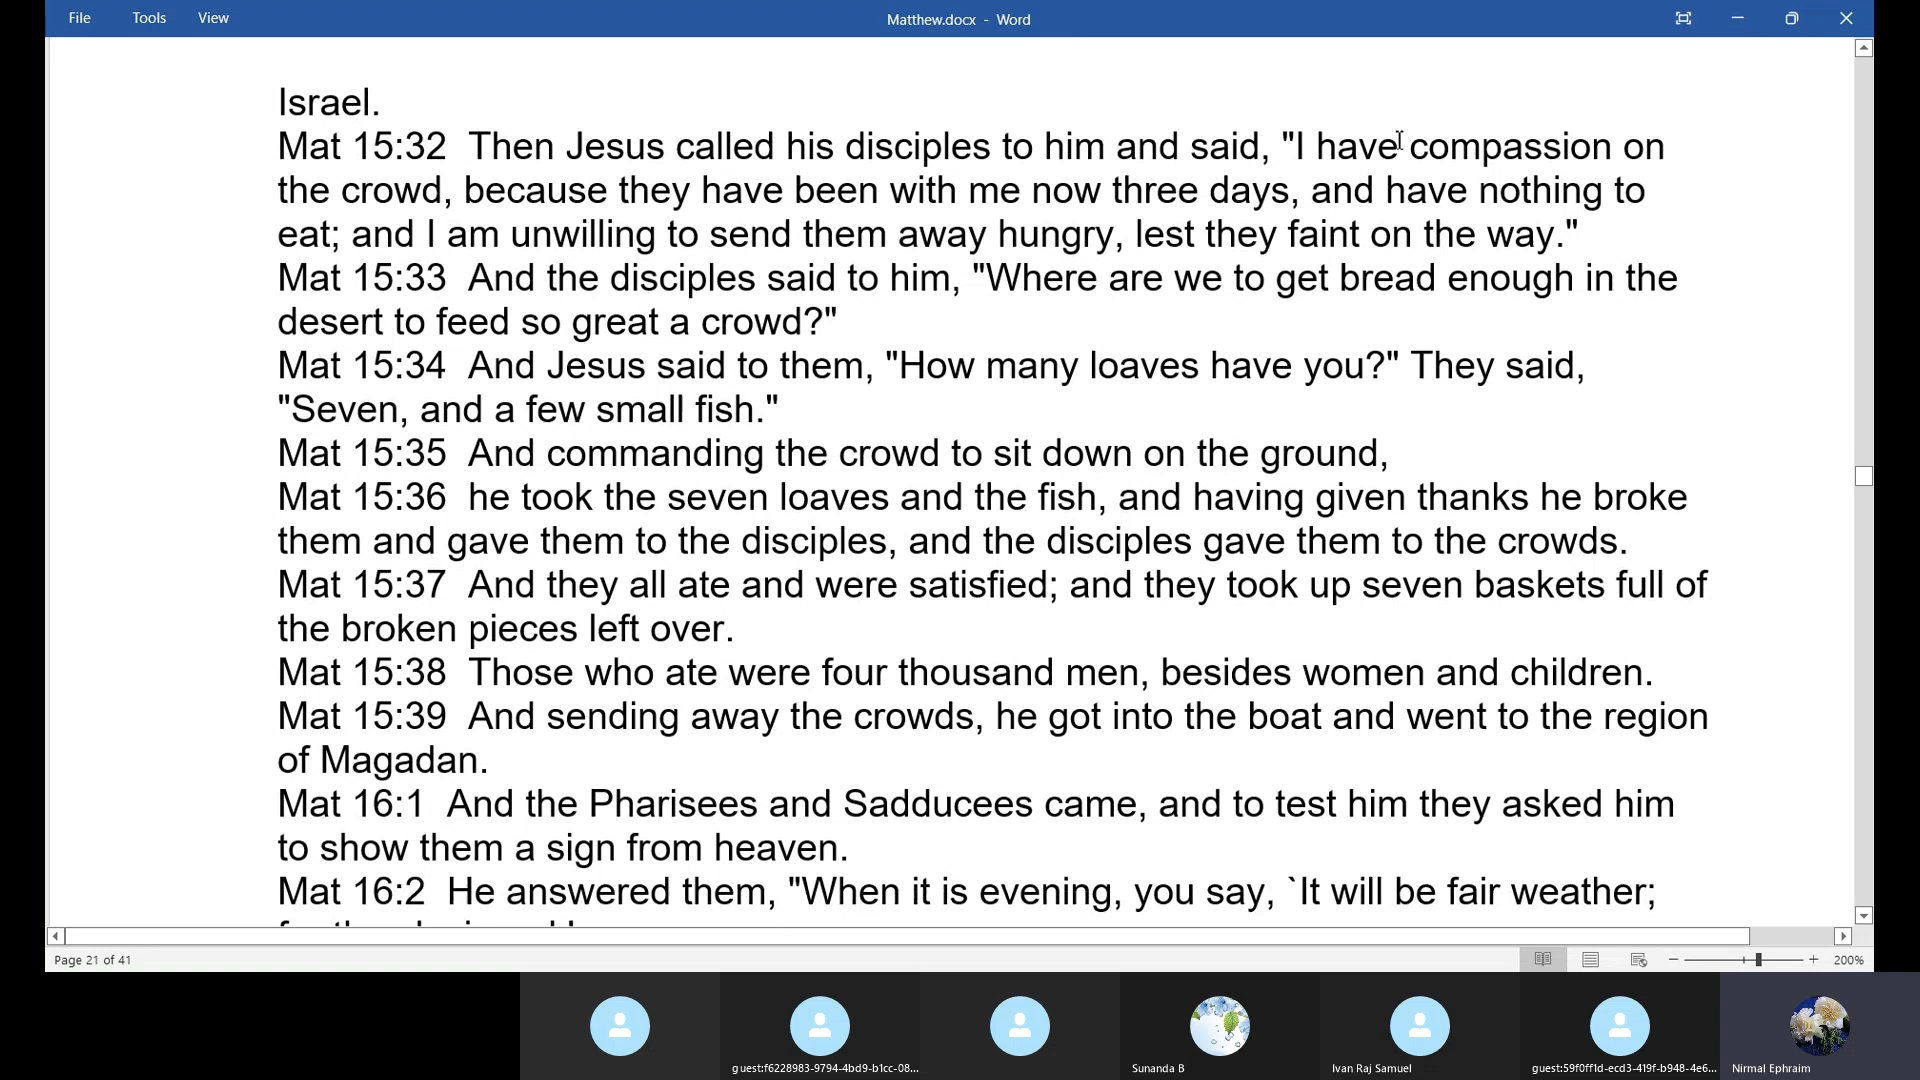 File Tools View Matthew.docx - Word
Israel.
Mat 15:32 Then Jesus called his disciples to him and said, "I have compassion on
the crowd, because they have been with me now three days, and have nothing to
eat; and I am unwilling to send them away hungry, lest they faint on the way."
Mat 15:33 And the disciples said to him, "Where are we to get bread enough in the
desert to feed so great a crowd?"
Mat 15:34 And Jesus said to them, "How many loaves have you?" They said,
"Seven, and a few small fish."
Mat 15:35 And commanding the crowd to sit down on the ground,
Mat 15:36 he took the seven loaves and the fish, and having given thanks he broke
them and gave them to the disciples, and the disciples gave them to the crowds.
Mat 15:37 And they all ate and were satisfied; and they took up seven baskets full of
the broken pieces left over.
Mat 15:38 Those who ate were four thousand men, besides women and children.
Mat 15:39 And sending away the crowds, he got into the boat and went to the region
of Magadan.
Mat 16:1 And the Pharisees and Sadducees came, and to test him they asked him
to show them a sign from heaven.
Mat 16:2 He answered them, "When it is evening, you say, `It will be fair weather;
Page 21 of 41 200%
guest:f6228983-9794-4bd9-b1cc-08... Sunanda B Ivan Raj Samuel guest:59f0ff1d-ecd3-419f-b948-4e6... Nirmal Ephraim